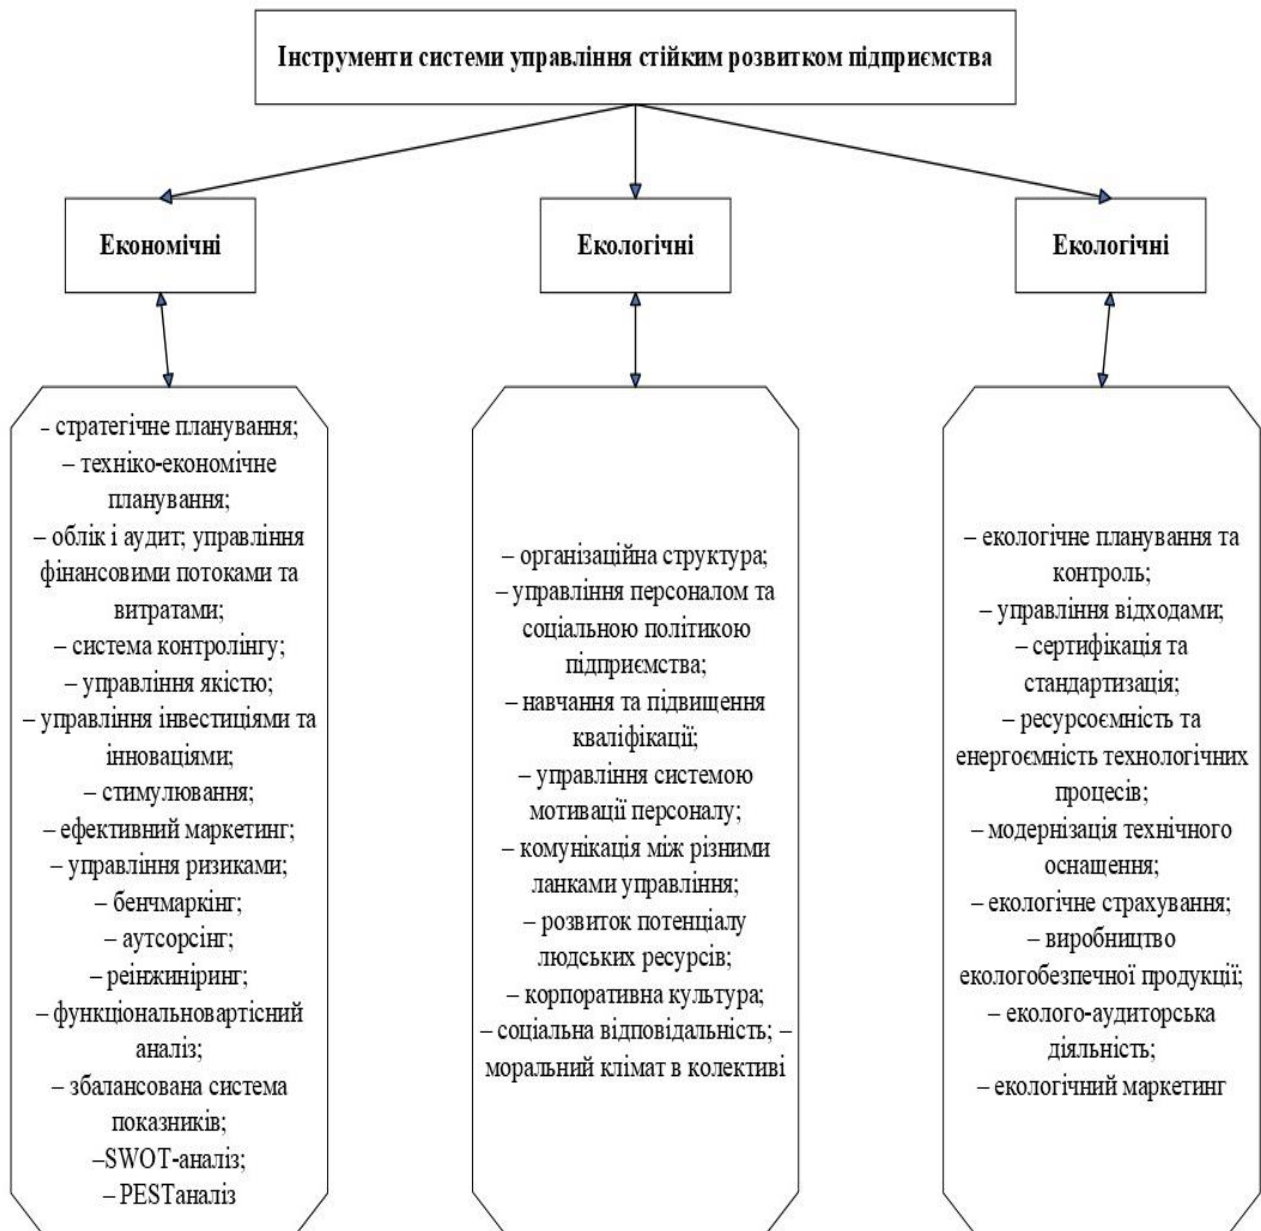 Інструменти системи управління стійким розвитком підприємства
Економічні
Екологічні
Екологічні
– стратегічне планування;
– техніко-економічне
планування;
– облік і аудит; управління
фінансовими потоками та
витратами;
– система контролінгу;
– управління якістю;
– управління інвестиціями та
інноваціями;
– стимулювання;
– ефективний маркетинг;
– управління ризиками;
– бенчмаркінг;
– аутсорсінг;
– реінжиніринг;
– функціональновартісний
аналіз;
– збалансована система
показників;
–SWOT-аналіз;
– PESTаналіз
– організаційна структура;
– управління персоналом та
соціальною політикою
підприємства;
– навчання та підвищення
кваліфікації;
– управління системою
мотивації персоналу;
– комунікація між різними
ланками управління;
– розвиток потенціалу
людських ресурсів;
– корпоративна культура;
– соціальна відповідальність; –
моральний клімат в колективі
– екологічне планування та
контроль;
– управління відходами;
– сертифікація та
стандартизація;
– ресурсоємність та
енергоємність технологічних
процесів;
– модернізація технічного
оснащення;
– екологічне страхування;
– виробництво
екологобезпечної продукції;
– еколого-аудиторська
діяльність;
– екологічний маркетинг